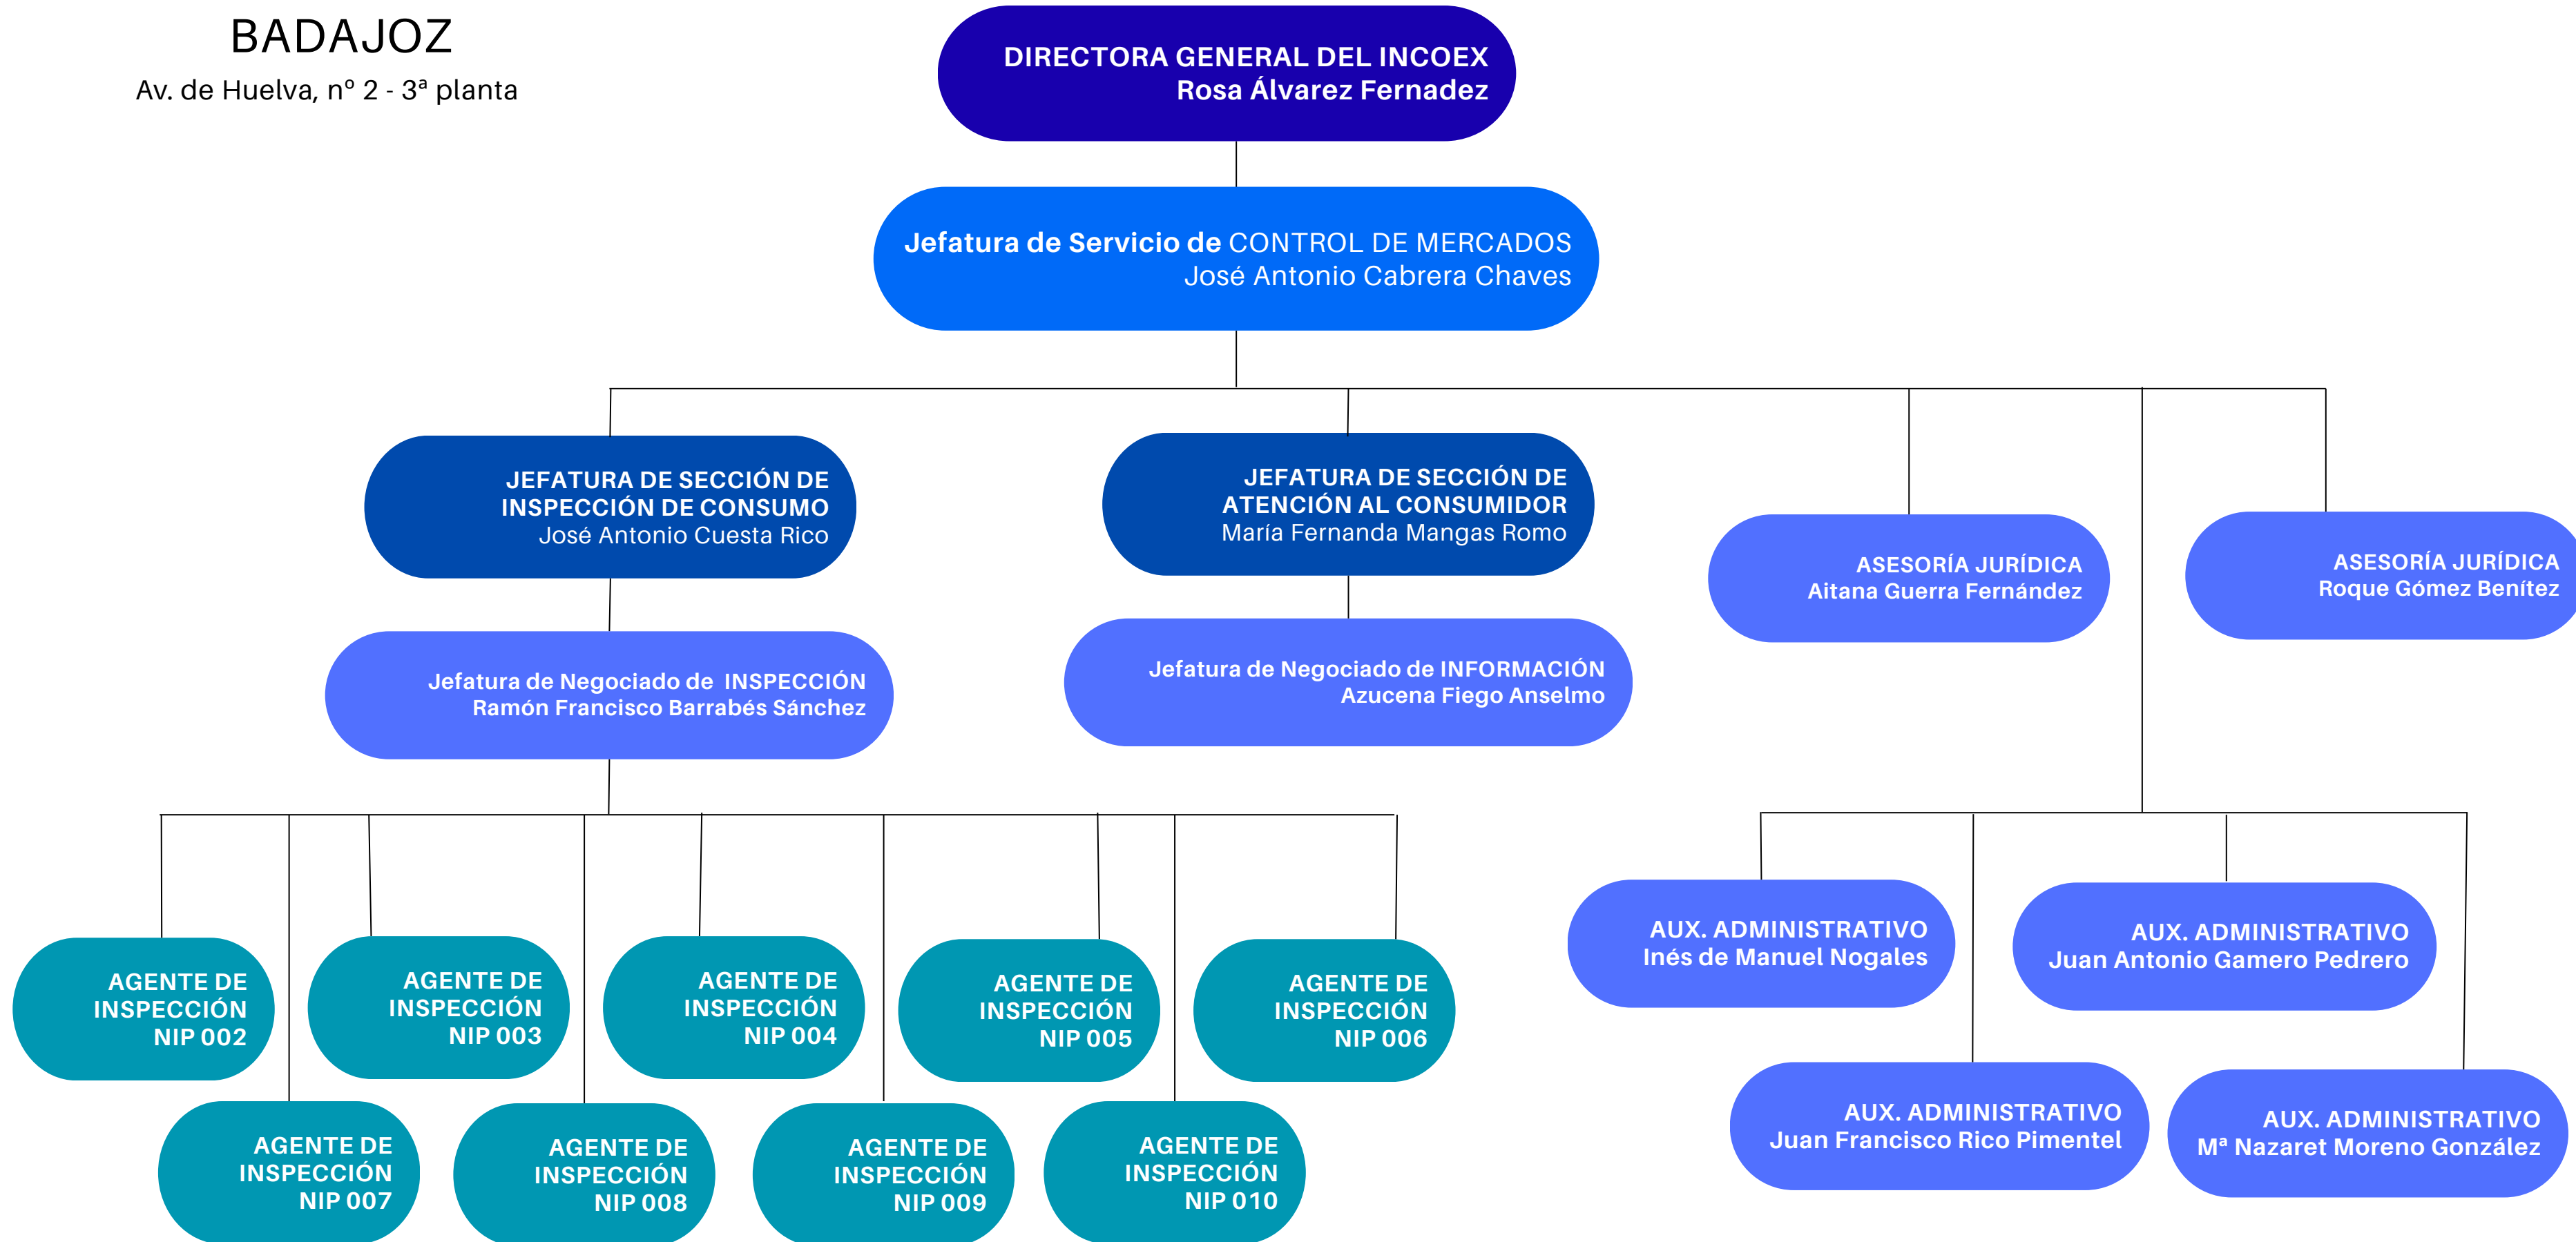 BADAJOZ
Av. de Huelva, nº 2 - 3ª planta
DIRECTORA GENERAL DEL INCOEX
Rosa Álvarez Fernadez
Jefatura de Servicio de CONTROL DE MERCADOS
José Antonio Cabrera Chaves
JEFATURA DE SECCIÓN DE
INSPECCIÓN DE CONSUMO
José Antonio Cuesta Rico
JEFATURA DE SECCIÓN DE
ATENCIÓN AL CONSUMIDOR
María Fernanda Mangas Romo
ASESORÍA JURÍDICA
Aitana Guerra Fernández
ASESORÍA JURÍDICA
Roque Gómez Benítez
Jefatura de Negociado de INSPECCIÓN
Ramón Francisco Barrabés Sánchez
Jefatura de Negociado de INFORMACIÓN
Azucena Fiego Anselmo
AGENTE DE
INSPECCIÓN
NIP 002
AGENTE DE
INSPECCIÓN
NIP 003
AGENTE DE
INSPECCIÓN
NIP 004
AGENTE DE
INSPECCIÓN
NIP 005
AGENTE DE
INSPECCIÓN
NIP 006
AUX. ADMINISTRATIVO
Inés de Manuel Nogales
AUX. ADMINISTRATIVO
Juan Antonio Gamero Pedrero
AGENTE DE
INSPECCIÓN
NIP 007
AGENTE DE
INSPECCIÓN
NIP 008
AGENTE DE
INSPECCIÓN
NIP 009
AGENTE DE
INSPECCIÓN
NIP 010
AUX. ADMINISTRATIVO
Juan Francisco Rico Pimentel
AUX. ADMINISTRATIVO
Mª Nazaret Moreno González